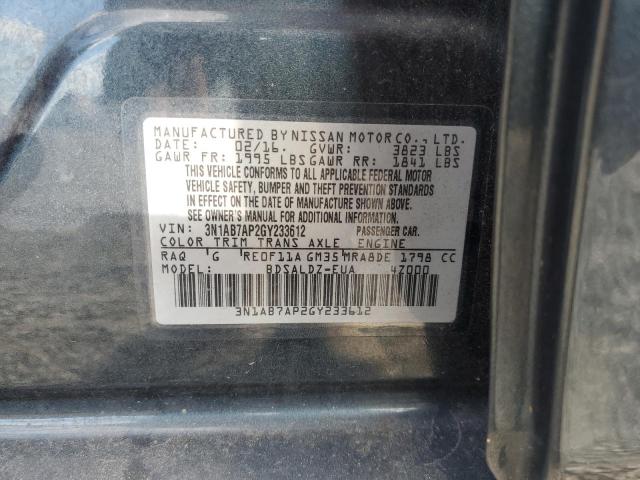 MANUFACTURED BY NISSAN MOTOR CO., LTD.
DATE: 02/16. GVWR: 3823 LBS
GAWR FR: 1995 LBS GAWR RR: 1841 LBS
THIS VEHICLE CONFORMS TO ALL APPLICABLE FEDERAL MOTOR
VEHICLE SAFETY, BUMPER AND THEFT PREVENTION STANDARDS
IN EFFECT ON THE DATE OF MANUFACTURE SHOWN ABOVE.
SEE OWNER'S MANUAL FOR ADDITIONAL INFORMATION.
VIN: 3N1AB7AP2GY233612 PASSENGER CAR
COLOR TRIM TRANS AXLE ENGINE
RAQ G RE0F11A GM35 MRA8DE 1798 CC
MODEL: BDSALDZ-EUA 4Z000
3N1AB7AP2GY233612